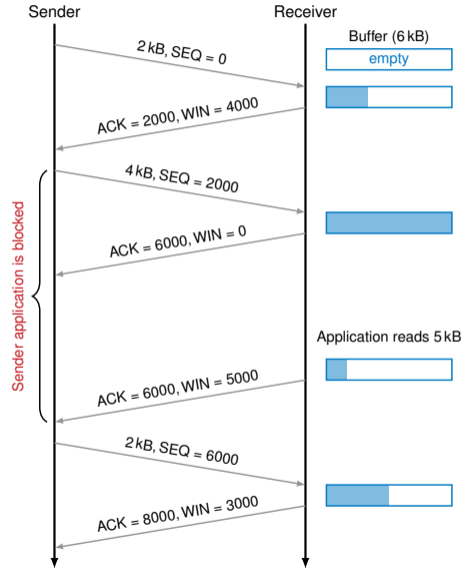 Sender
Receiver
Buffer (6 kB)
empty
2 kB, SEQ = 0
ACK = 2000, WIN = 4000
4 kB, SEQ = 2000
ACK = 6000, WIN = 0
Sender application is blocked
Application reads 5 kB
ACK = 6000, WIN = 5000
2 kB, SEQ = 6000
ACK = 8000, WIN = 3000